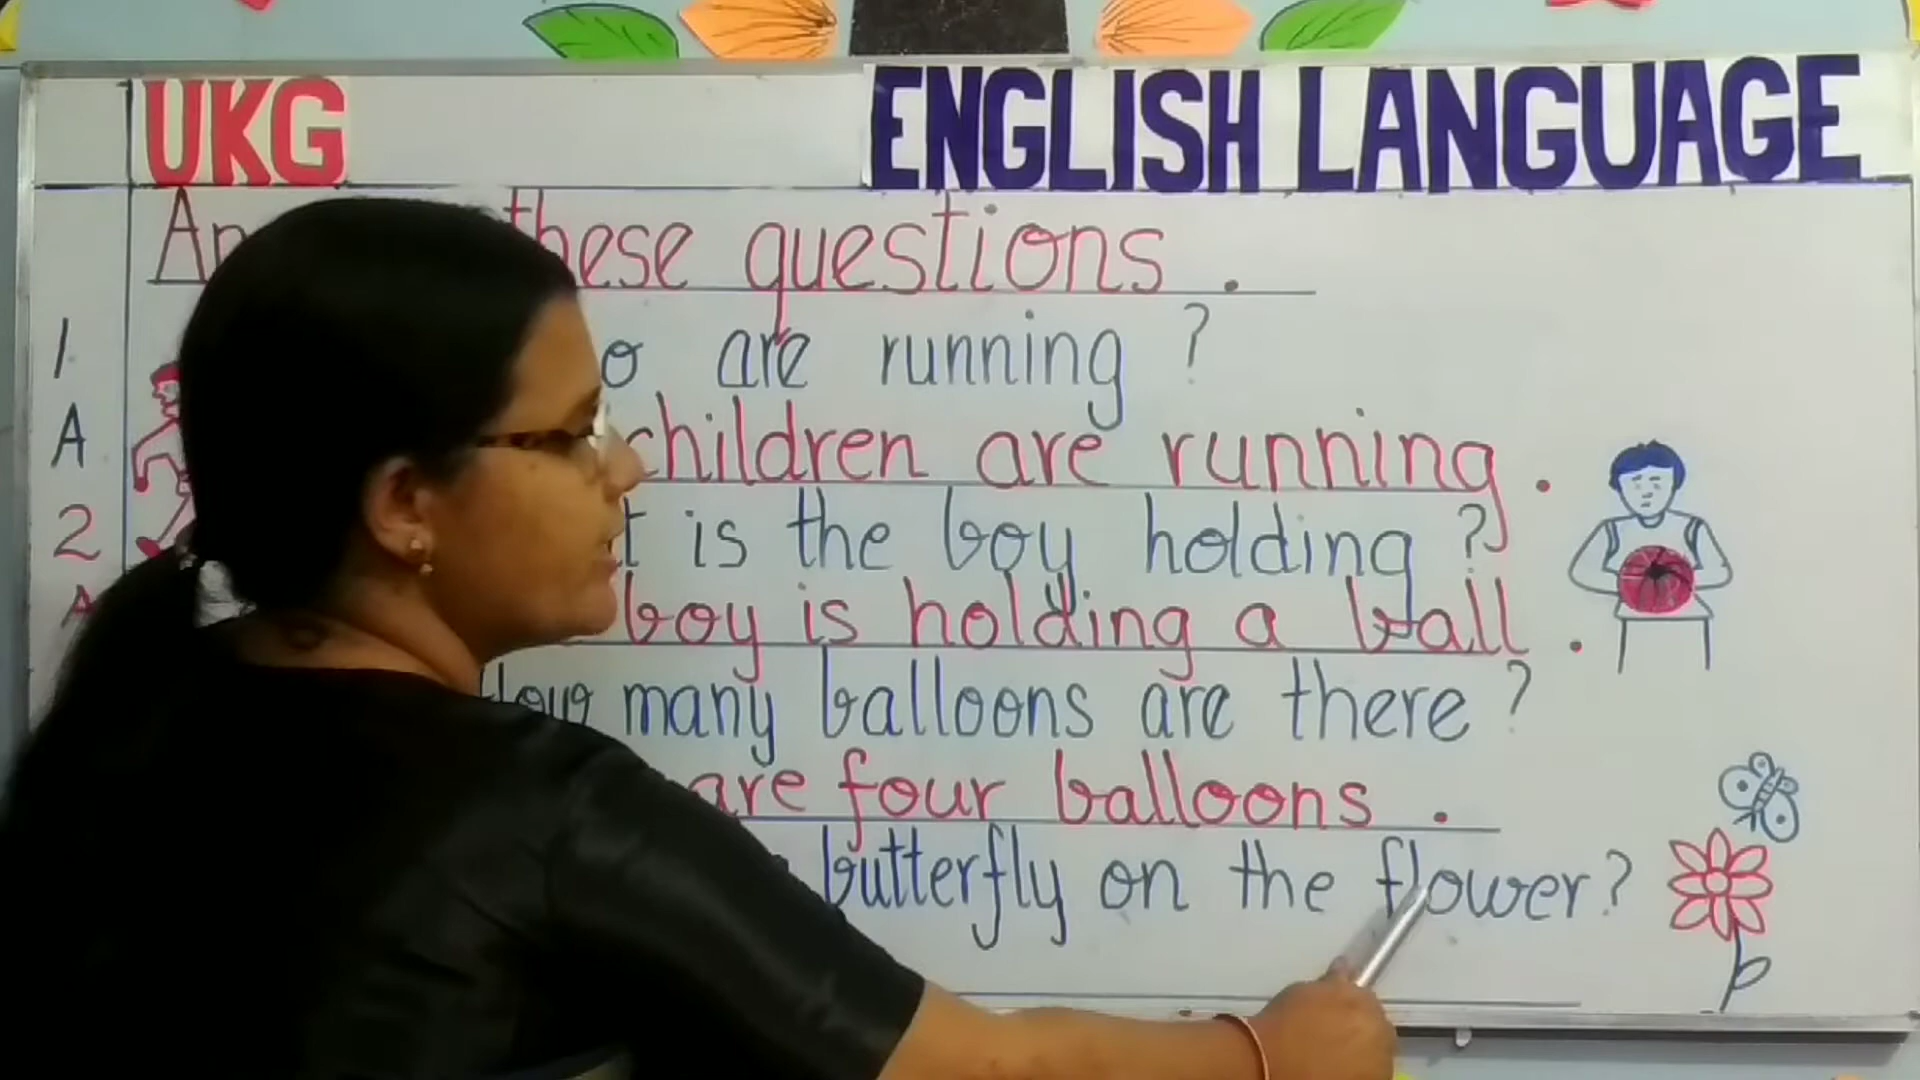 UKG ENGLISH LANGUAGE
these questions .
1 are running ?
A children are running .
2 is the boy holding ?
A boy is holding a ball .
How many balloons are there ?
are four balloons .
butterfly on the flower ?